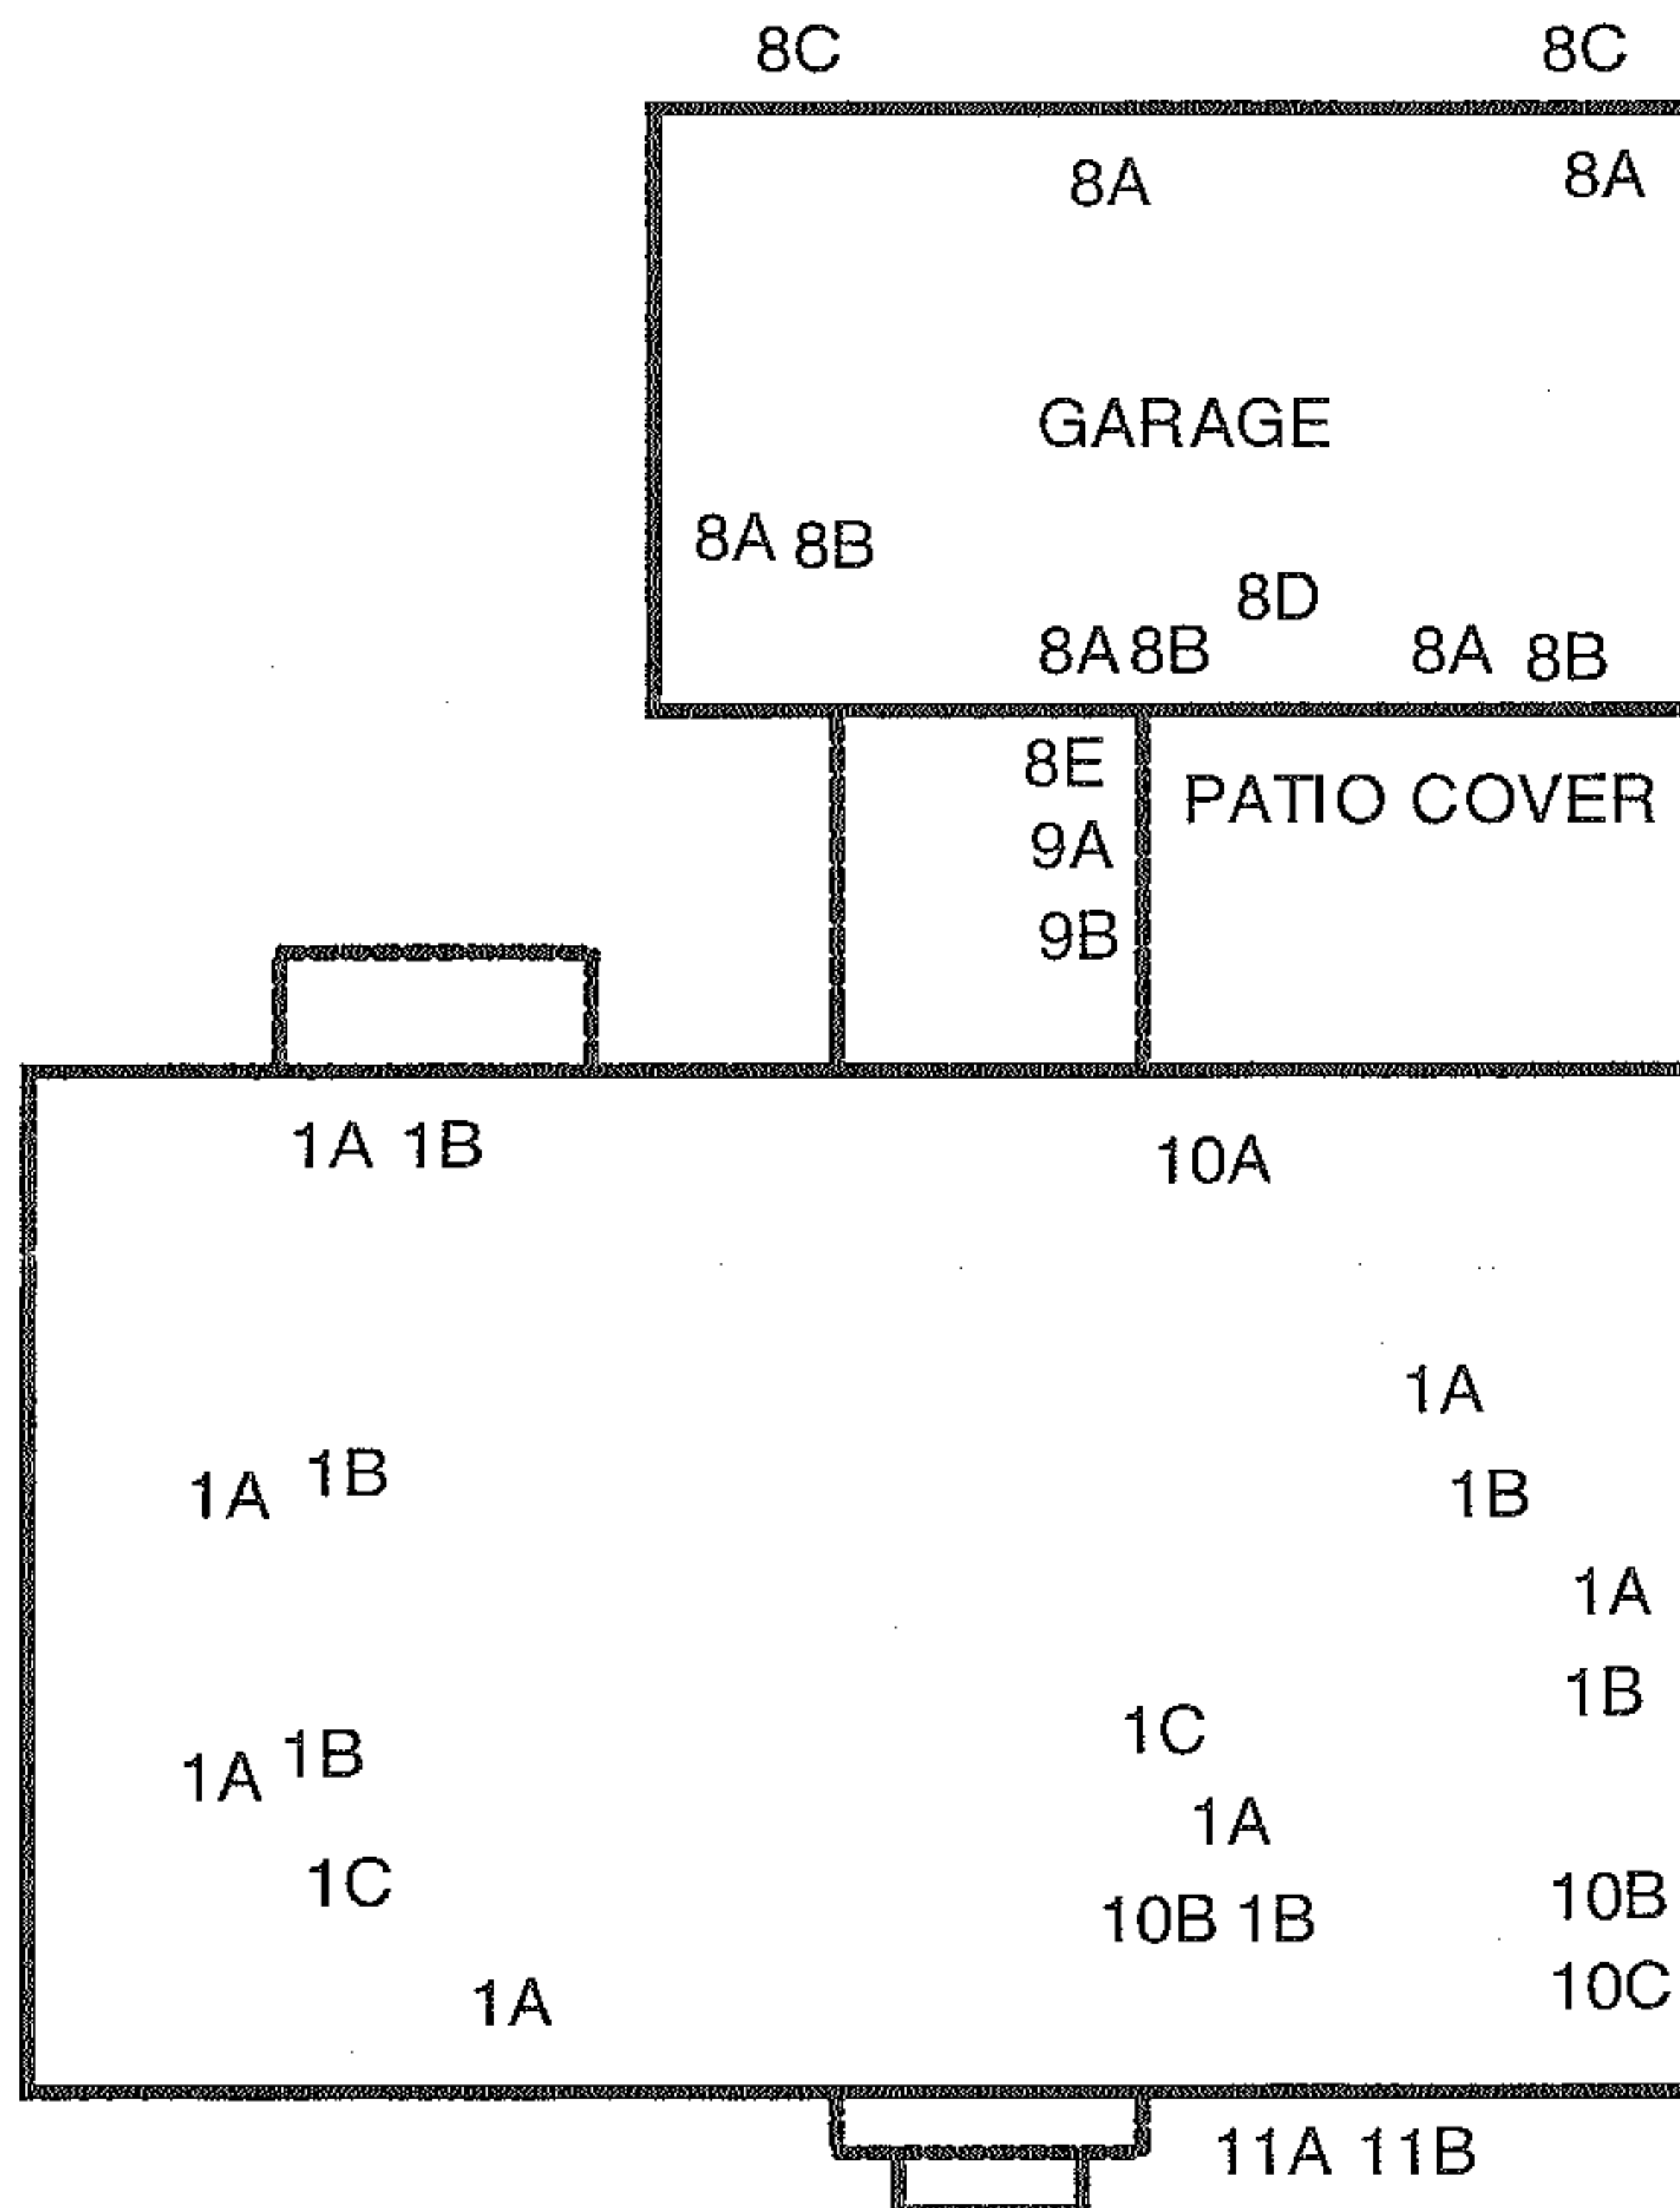 8C 8C
8A 8A
GARAGE
8A 8B
8D
8A 8B 8A 8B
8E
PATIO COVER
9A
9B
1A 1B 10A
1A
1A 1B
1B
1A
1B
1C
1A 1B
1A
1C
10B 1B 10B
1A 10C
11A 11B